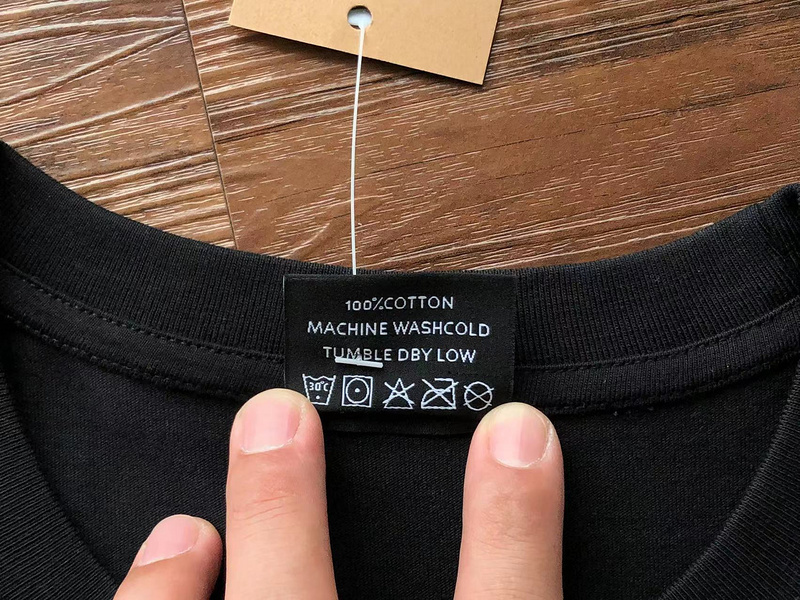 100%COTTON
MACHINE WASHCOLD
TUMBLE DBY LOW
30°C